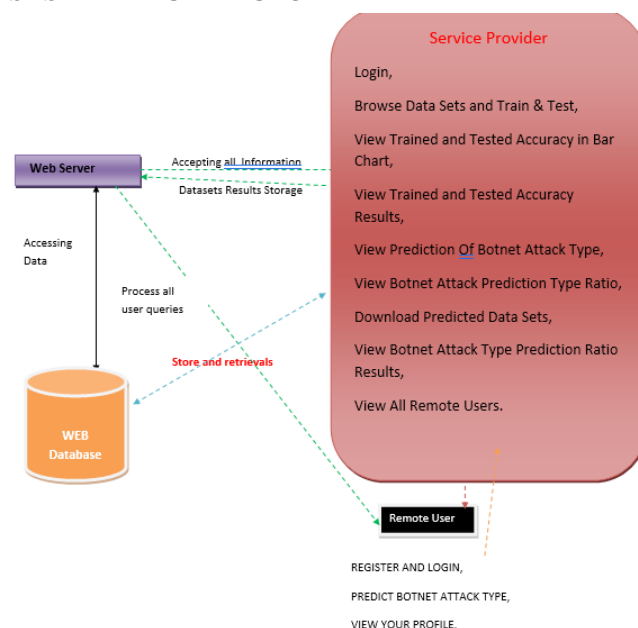 Service Provider
Login,
Browse Data Sets and Train & Test,
View Trained and Tested Accuracy in Bar
Chart,
View Trained and Tested Accuracy
Results,
View Prediction Of Botnet Attack Type,
View Botnet Attack Prediction Type Ratio,
Download Predicted Data Sets,
View Botnet Attack Type Prediction Ratio
Results,
View All Remote Users.
Web Server
Accepting all Information
Datasets Results Storage
Accessing
Data
Process all
user queries
Store and retrievals
WEB
Database
Remote User
REGISTER AND LOGIN,
PREDICT BOTNET ATTACK TYPE,
VIEW YOUR PROFILE.